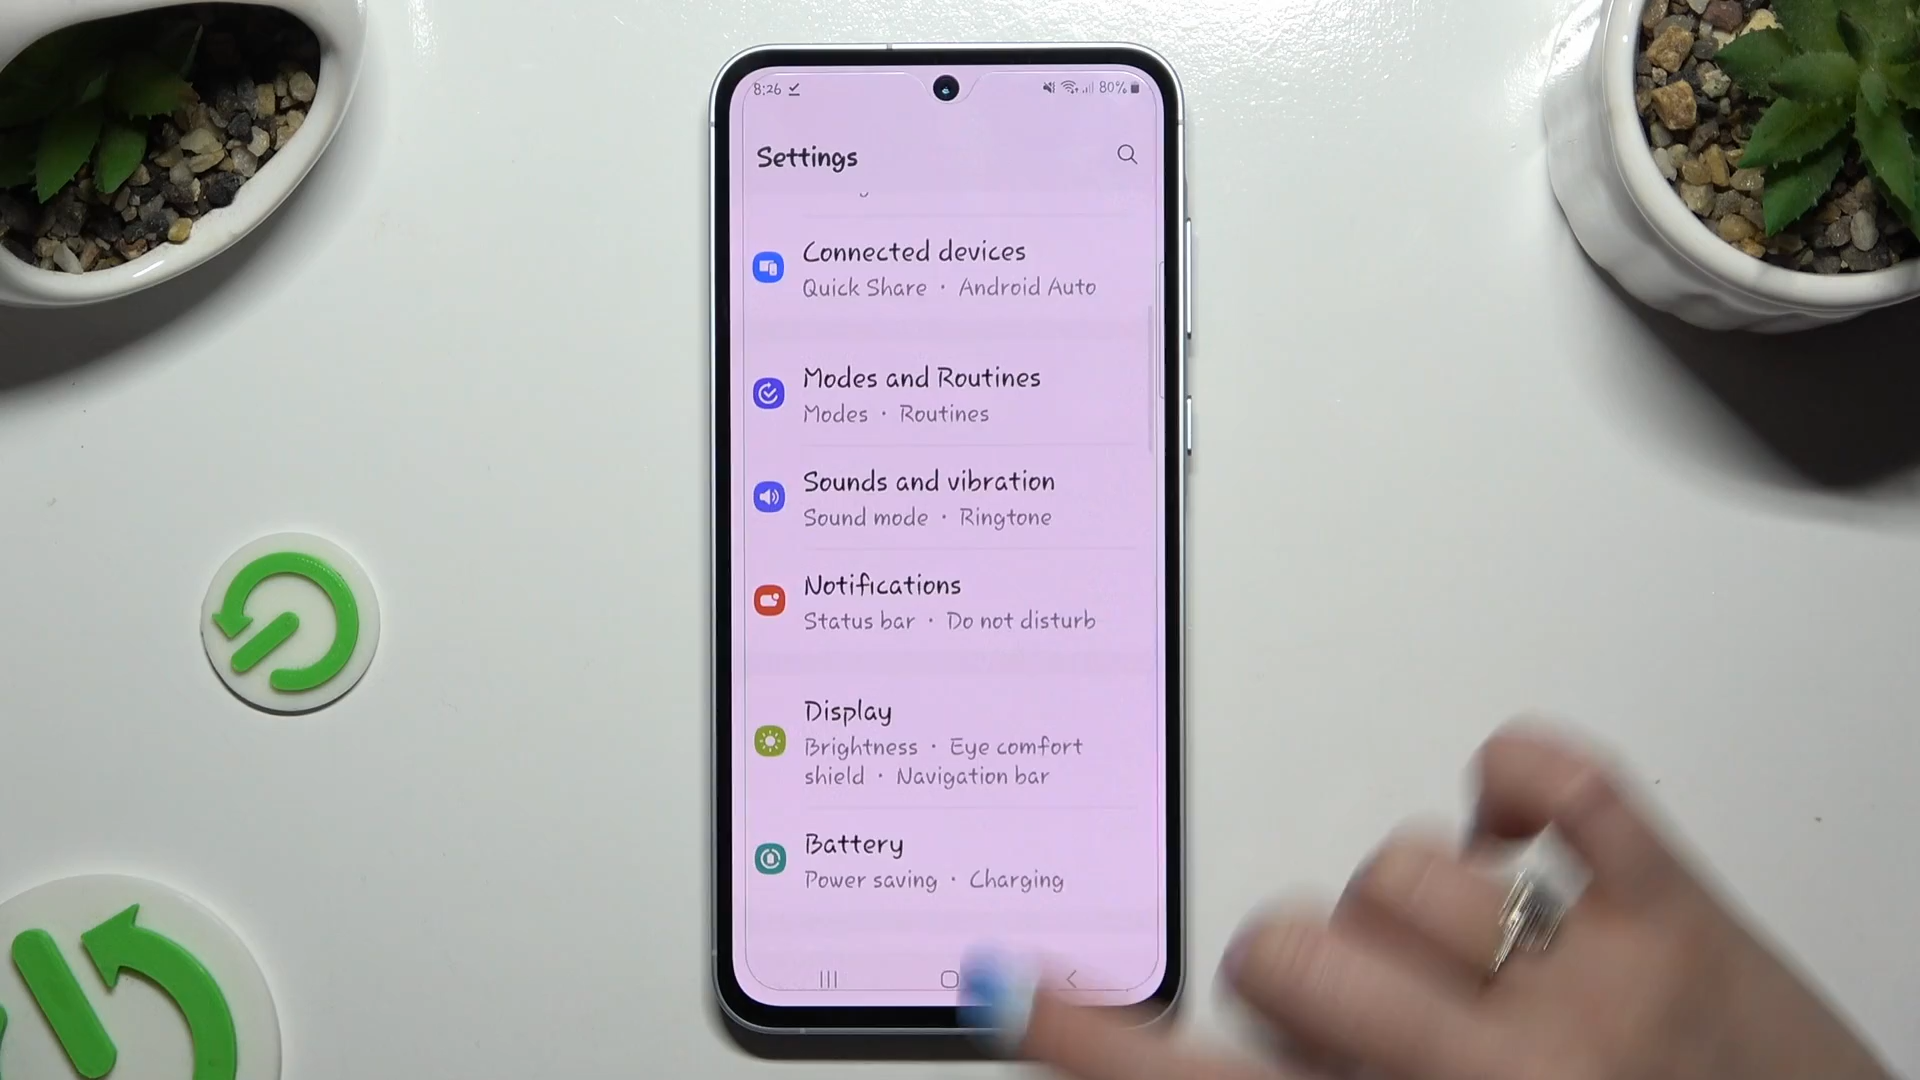 8:26
80%
Settings
Connected devices
Quick Share · Android Auto
Modes and Routines
Modes · Routines
Sounds and vibration
Sound mode · Ringtone
Notifications
Status bar · Do not disturb
Display
Brightness · Eye comfort
shield · Navigation bar
Battery
Power saving · Charging